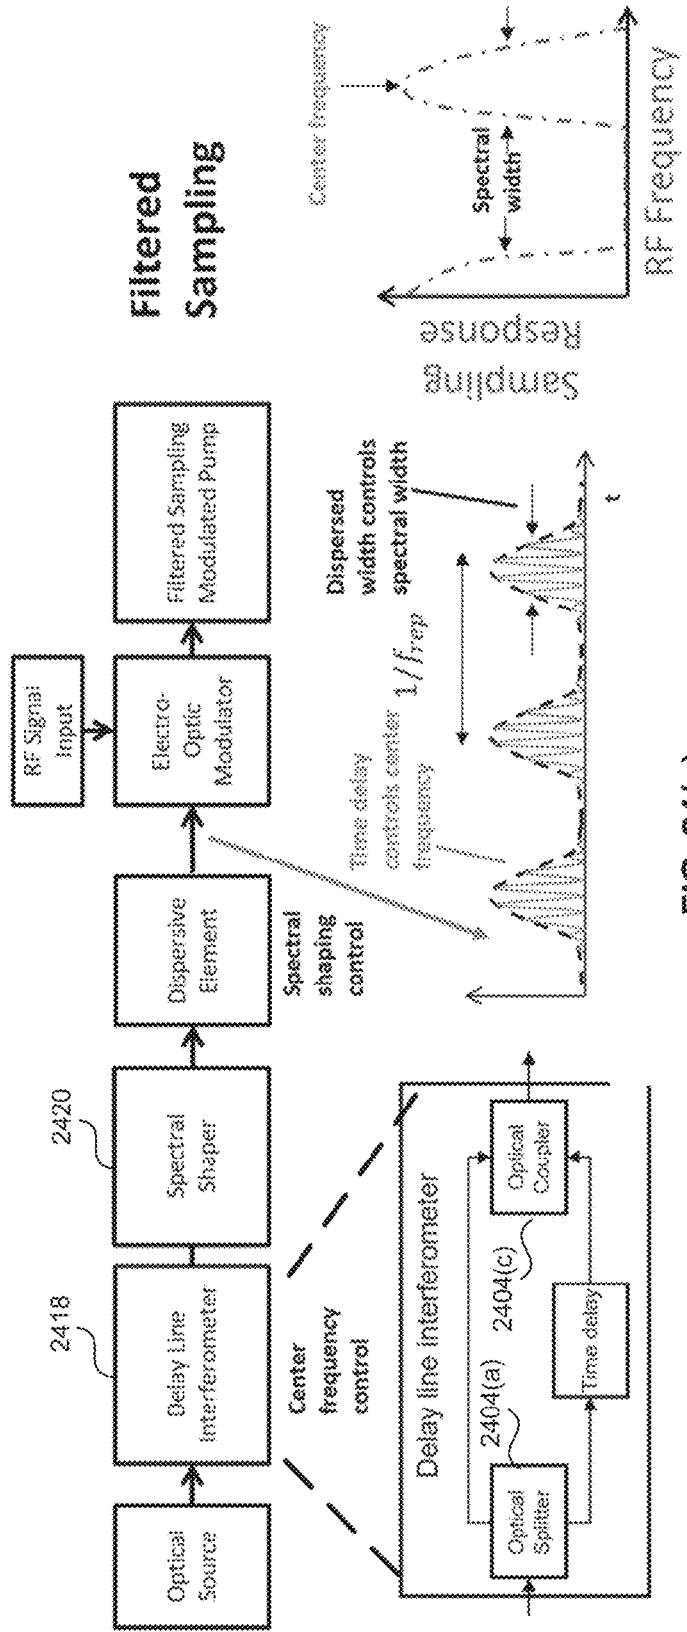 Filtered
Sampling
RF Signal
Input
Optical
Source
2418
Delay Line
Interferometer
2420
Spectral
Shaper
Dispersive
Element
Electro-
Optic
Modulator
Filtered Sampling
Modulated Pump
Center
frequency
control
Spectral
shaping
control
Delay line interferometer
Optical
Splitter
2404(a)
Time delay
2404(c)
Optical
Coupler
Time delay
controls center
frequency
1/f_rep
Dispersed
width controls
spectral width
t
Sampling
Response
Center frequency
Spectral
width
RF Frequency